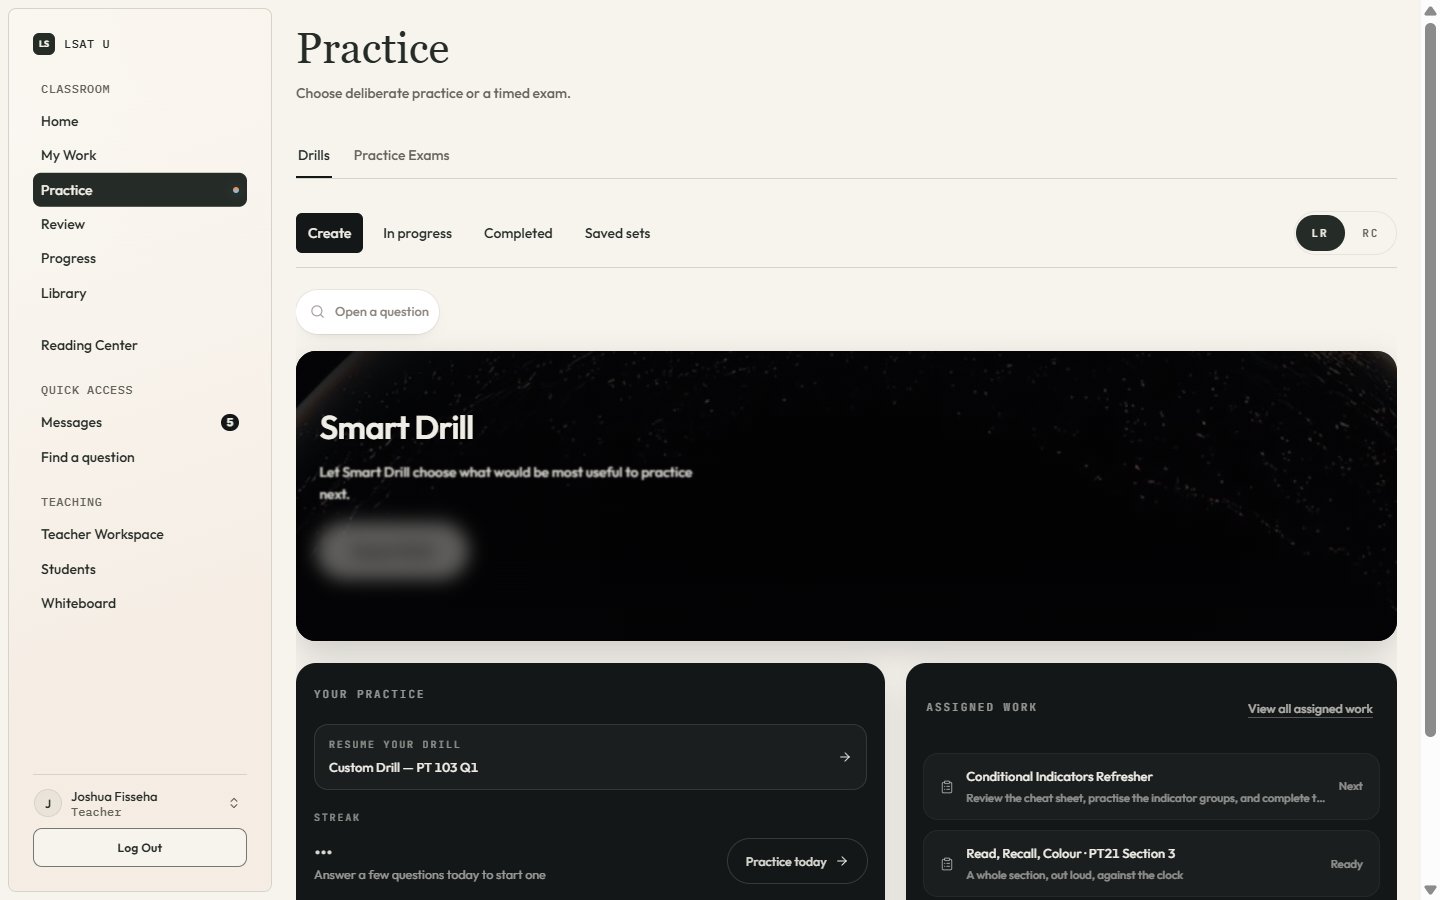 LS LSAT U
CLASSROOM
Home
My Work
Practice
Review
Progress
Library
Reading Center
QUICK ACCESS
Messages 5
Find a question
TEACHING
Teacher Workspace
Students
Whiteboard
J Joshua Fisseha
Teacher
Log Out
Practice
Choose deliberate practice or a timed exam.
Drills Practice Exams
Create In progress Completed Saved sets LR RC
Open a question
Smart Drill
Let Smart Drill choose what would be most useful to practice
next.
YOUR PRACTICE
RESUME YOUR DRILL
Custom Drill — PT 103 Q1
STREAK
...
Answer a few questions today to start one
Practice today
ASSIGNED WORK View all assigned work
Conditional Indicators Refresher
Review the cheat sheet, practise the indicator groups, and complete t...
Next
Read, Recall, Colour · PT21 Section 3
A whole section, out loud, against the clock
Ready